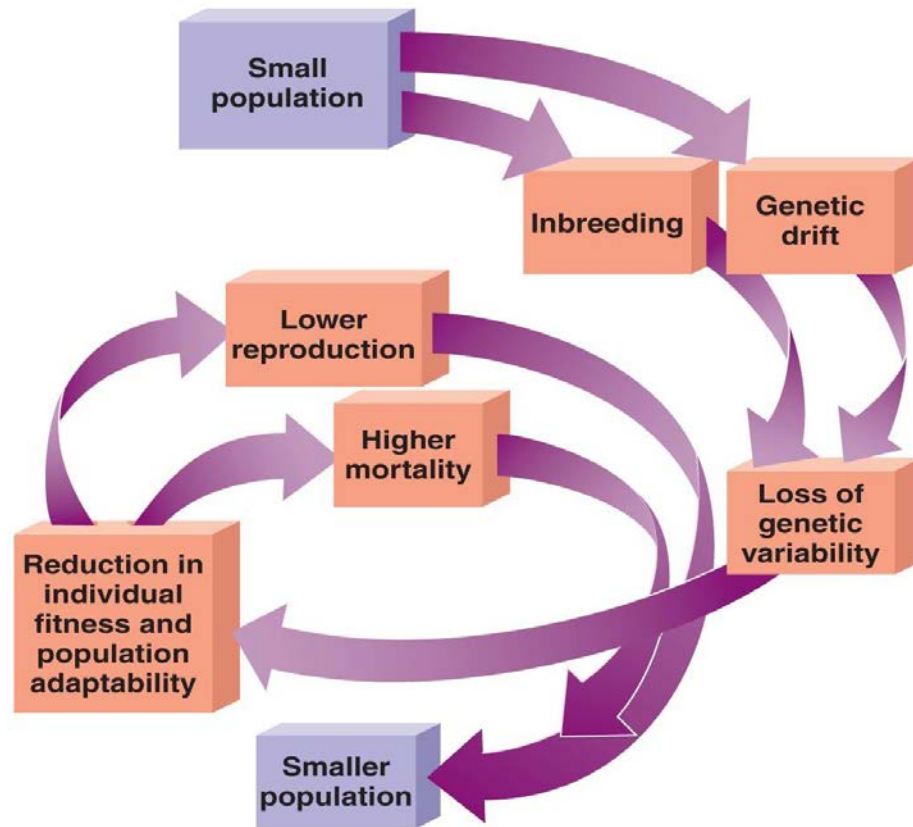 Small
population
Inbreeding
Genetic
drift
Lower
reproduction
Higher
mortality
Loss of
genetic
variability
Reduction in
individual
fitness and
population
adaptability
Smaller
population